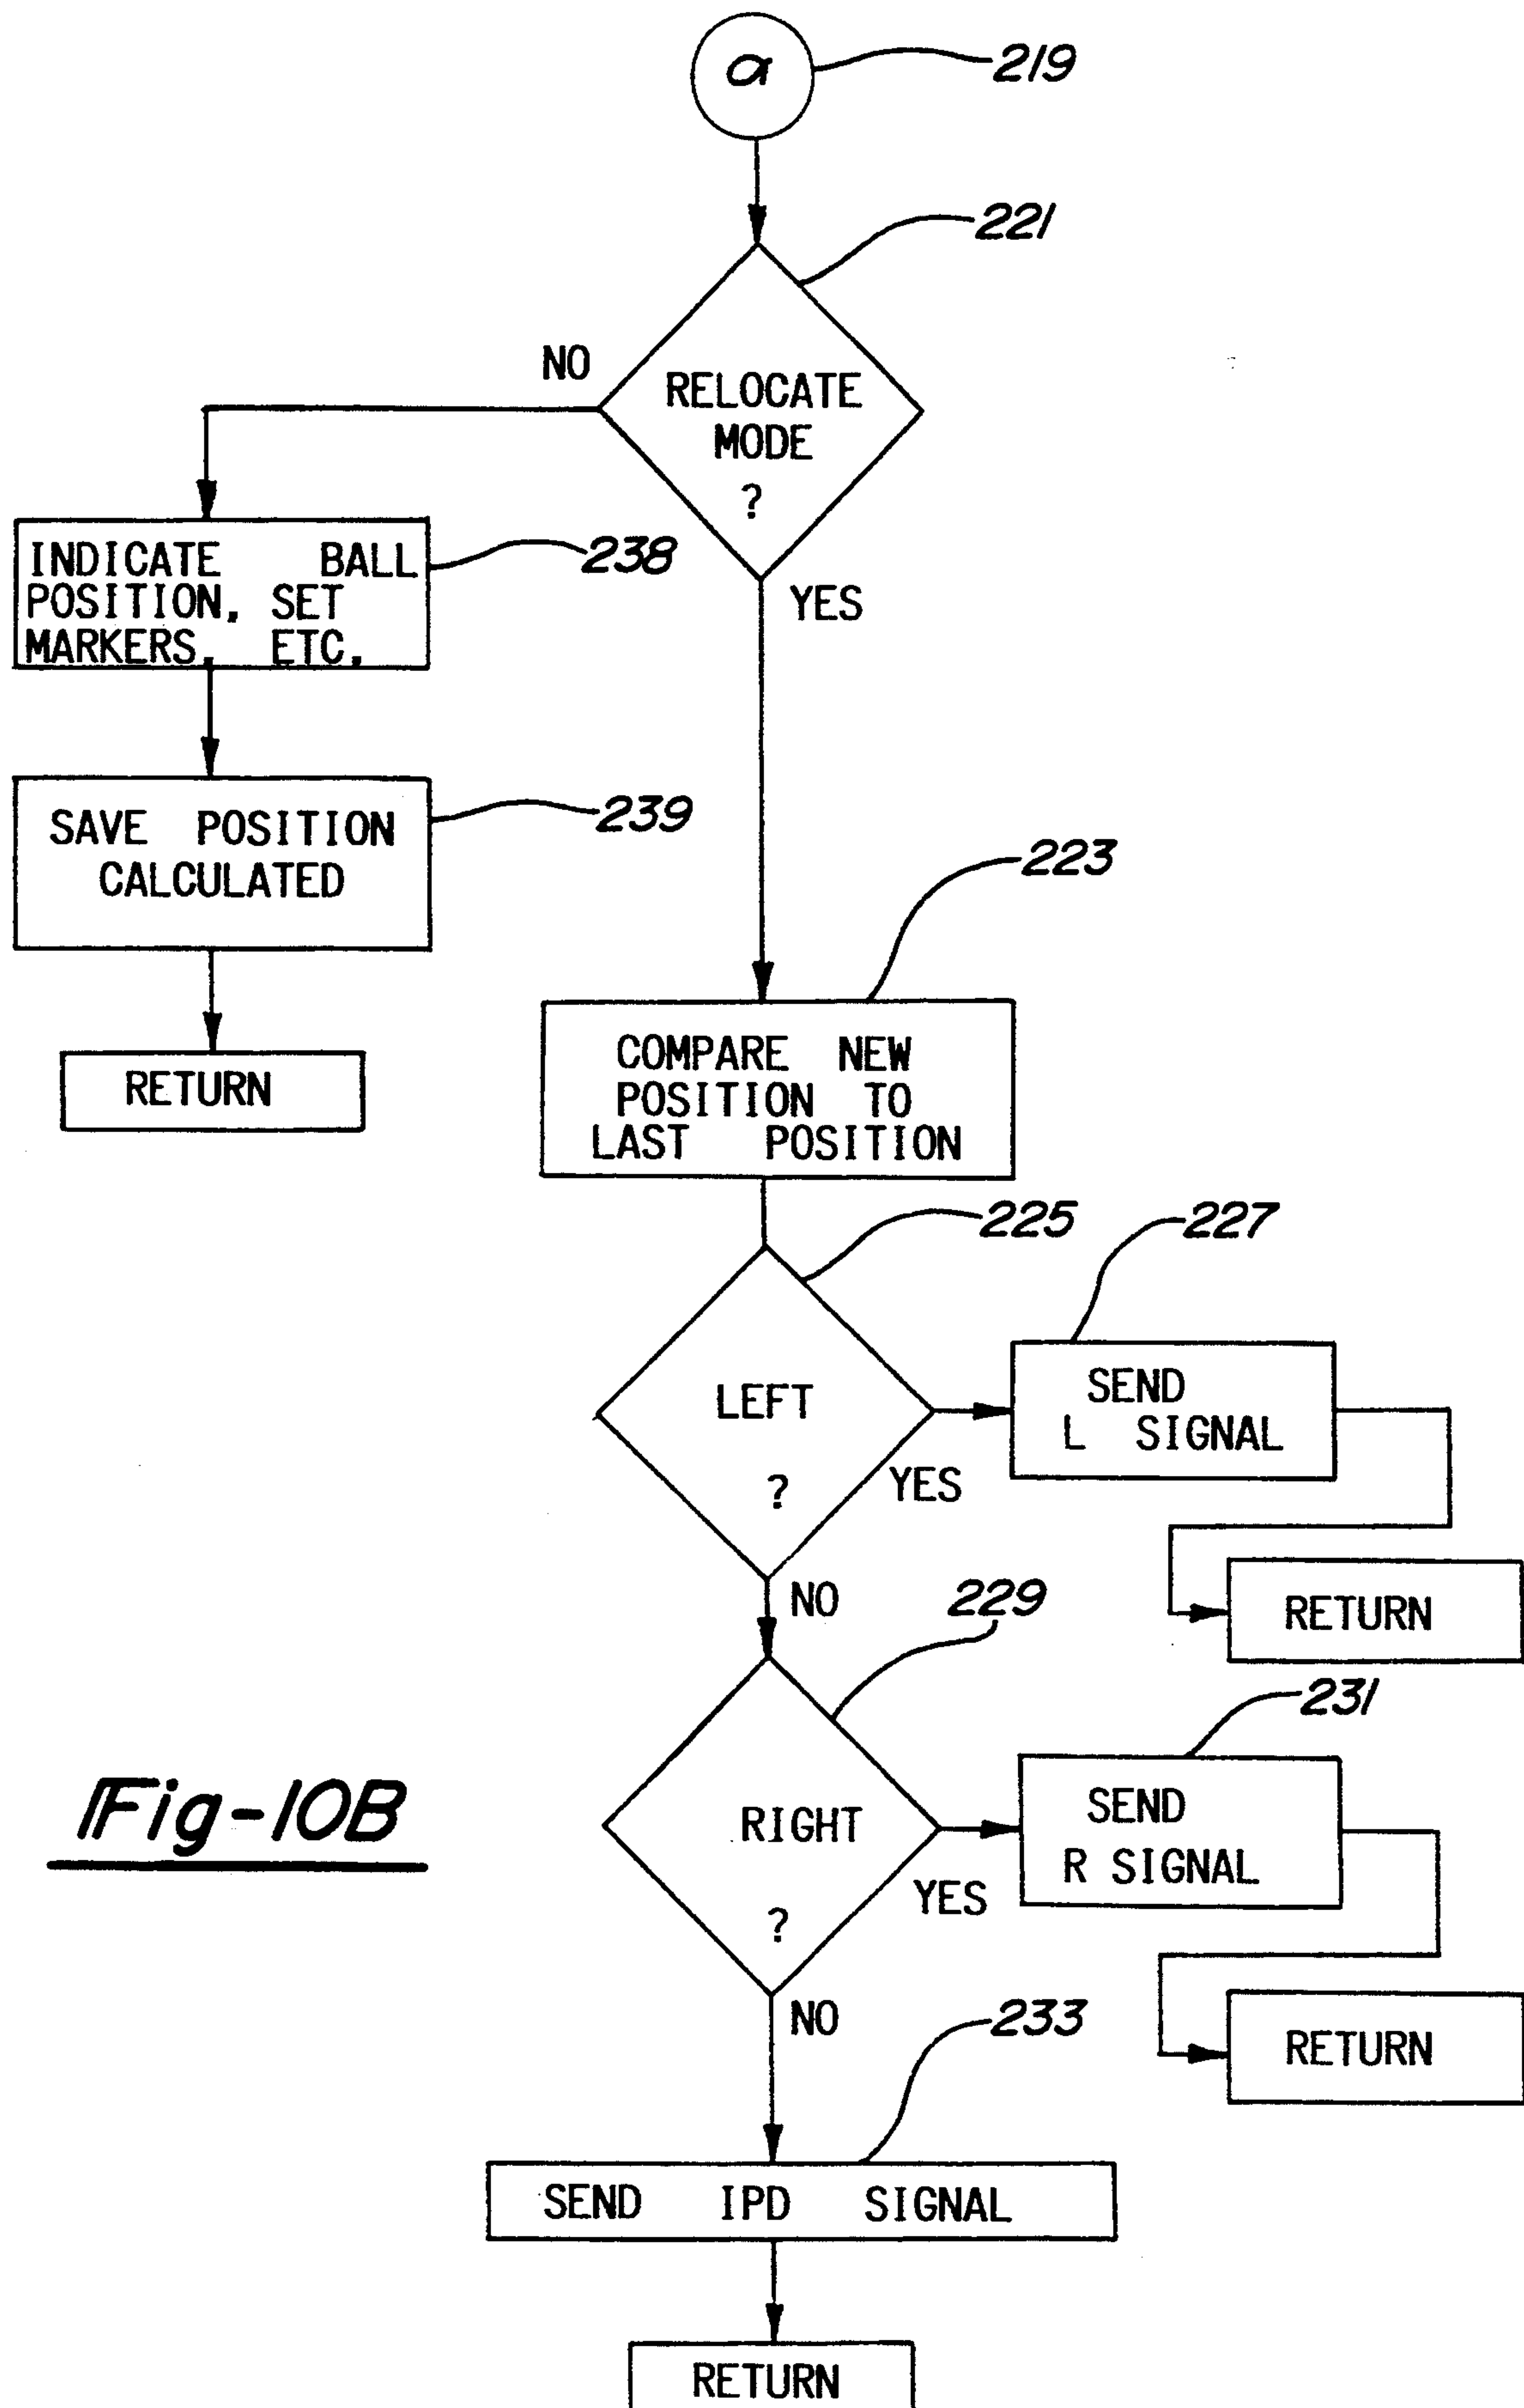 a
219
221
NO
RELOCATE
MODE
?
YES
INDICATE BALL
POSITION, SET
MARKERS, ETC.
238
SAVE POSITION
CALCULATED
239
RETURN
223
COMPARE NEW
POSITION TO
LAST POSITION
225
227
LEFT
?
YES
SEND
L SIGNAL
NO
RETURN
229
231
RIGHT
?
YES
SEND
R SIGNAL
NO
RETURN
Fig-10B
233
SEND IPD SIGNAL
RETURN